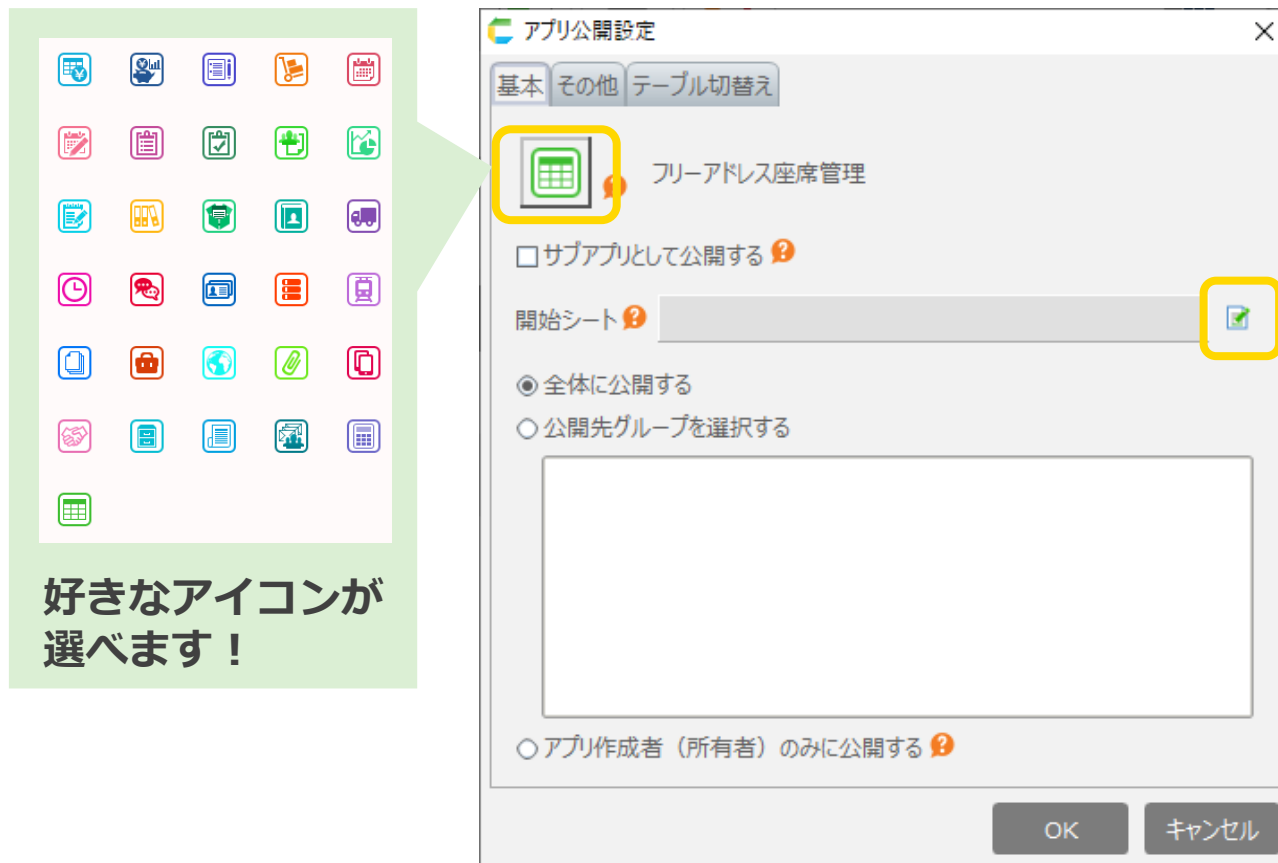 好きなアイコンが
選べます！
アプリ公開設定
基本 その他 テーブル切替え
フリーアドレス座席管理
サブアプリとして公開する
開始シート
全体に公開する
公開先グループを選択する
アプリ作成者（所有者）のみに公開する
OK キャンセル